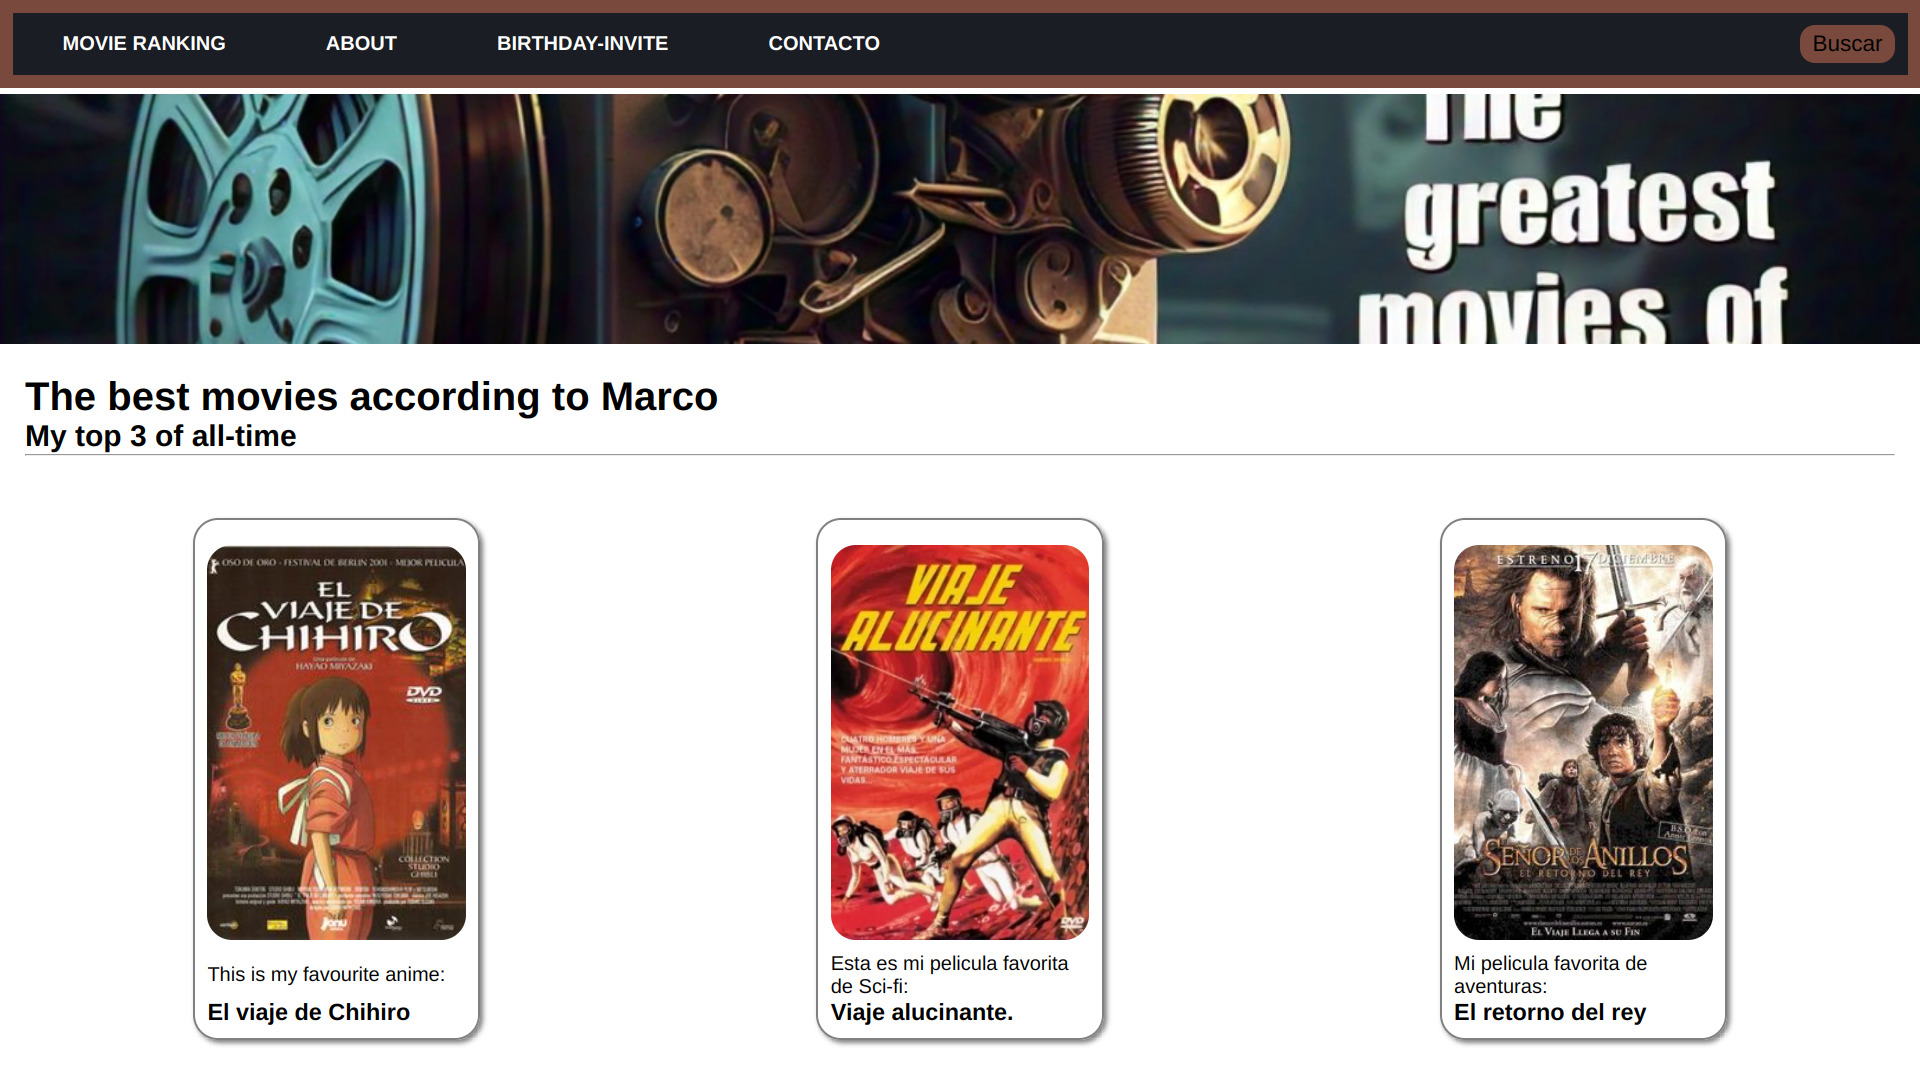 MOVIE RANKING ABOUT BIRTHDAY-INVITE CONTACTO Buscar
The
greatest
movies of
The best movies according to Marco
My top 3 of all-time
OSO DE ORO - FESTIVAL DE BERLIN 2001 - MEJOR PELICULA
EL
VIAJE DE
CHIHIRO
Una película de
HAYAO MIYAZAKI
DVD
VIDEO
COLLECTION
STUDIO
GHIBLI
jonu
This is my favourite anime:
El viaje de Chihiro
VIAJE
ALUCINANTE
CUATRO HOMBRES Y UNA
MUJER EN EL MAS
FANTASTICO, ESPECTACULAR
Y ATERRADOR VIAJE DE SUS
VIDAS...
DVD
Esta es mi pelicula favorita
de Sci-fi:
Viaje alucinante.
ESTRENO 17 DICIEMBRE
SEÑOR DE LOS ANILLOS
EL RETORNO DEL REY
EL VIAJE LLEGA A SU FIN
Mi pelicula favorita de
aventuras:
El retorno del rey